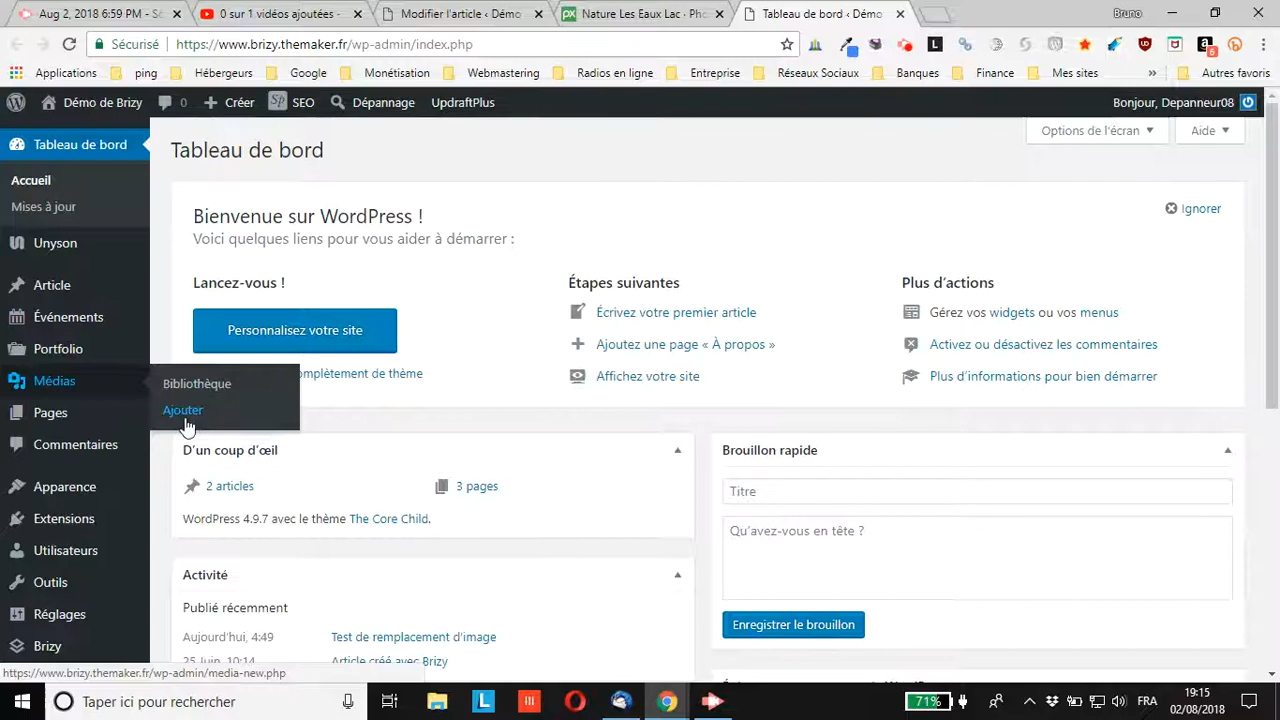 Aug 2, 2018 6:59 PM - S
0 sur 1 vidéos ajoutées -
Modifier l'article ‹ Démo
Nature Les Eaux Lac · Pho
Tableau de bord ‹ Démo
Bruno
Sécurisé
https://www.brizy.themaker.fr/wp-admin/index.php
Applications
ping
Hébergeurs
Google
Monétisation
Webmastering
Radios en ligne
Entreprise
Réseaux Sociaux
Banques
Finance
Mes sites
»
Autres favoris
Démo de Brizy
0
Créer
SEO
Dépannage
UpdraftPlus
Bonjour, Depanneur08
Tableau de bord
Accueil
Mises à jour
Unyson
Article
Événements
Portfolio
Médias
Bibliothèque
Ajouter
Pages
Commentaires
Apparence
Extensions
Utilisateurs
Outils
Réglages
Brizy
Options de l'écran
Aide
Tableau de bord
Bienvenue sur WordPress !
Ignorer
Voici quelques liens pour vous aider à démarrer :
Lancez-vous !
Personnalisez votre site
complètement de thème
Étapes suivantes
Écrivez votre premier article
Ajoutez une page « À propos »
Affichez votre site
Plus d'actions
Gérez vos widgets ou vos menus
Activez ou désactivez les commentaires
Plus d'informations pour bien démarrer
D'un coup d'œil
2 articles
3 pages
WordPress 4.9.7 avec le thème The Core Child.
Activité
Publié récemment
Aujourd'hui, 4:49
Test de remplacement d'image
25 Juin, 10:14
Article créé avec Brizy
Brouillon rapide
Titre
Qu'avez-vous en tête ?
Enregistrer le brouillon
https://www.brizy.themaker.fr/wp-admin/media-new.php
Taper ici pour rechercher
71%
FRA
19:15
02/08/2018